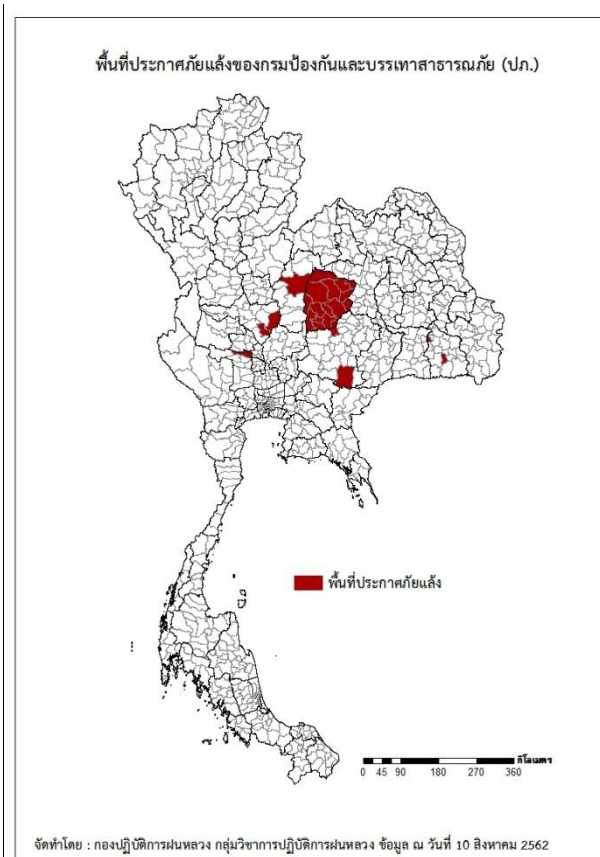 พื้นที่ประกาศภัยแล้งของกรมป้องกันและบรรเทาสาธารณภัย (ปภ.)
พื้นที่ประกาศภัยแล้ง
กิโลเมตร
0 45 90 180 270 360
จัดทำโดย : กองปฏิบัติการฝนหลวง กลุ่มวิชาการปฏิบัติการฝนหลวง ข้อมูล ณ วันที่ 10 สิงหาคม 2562